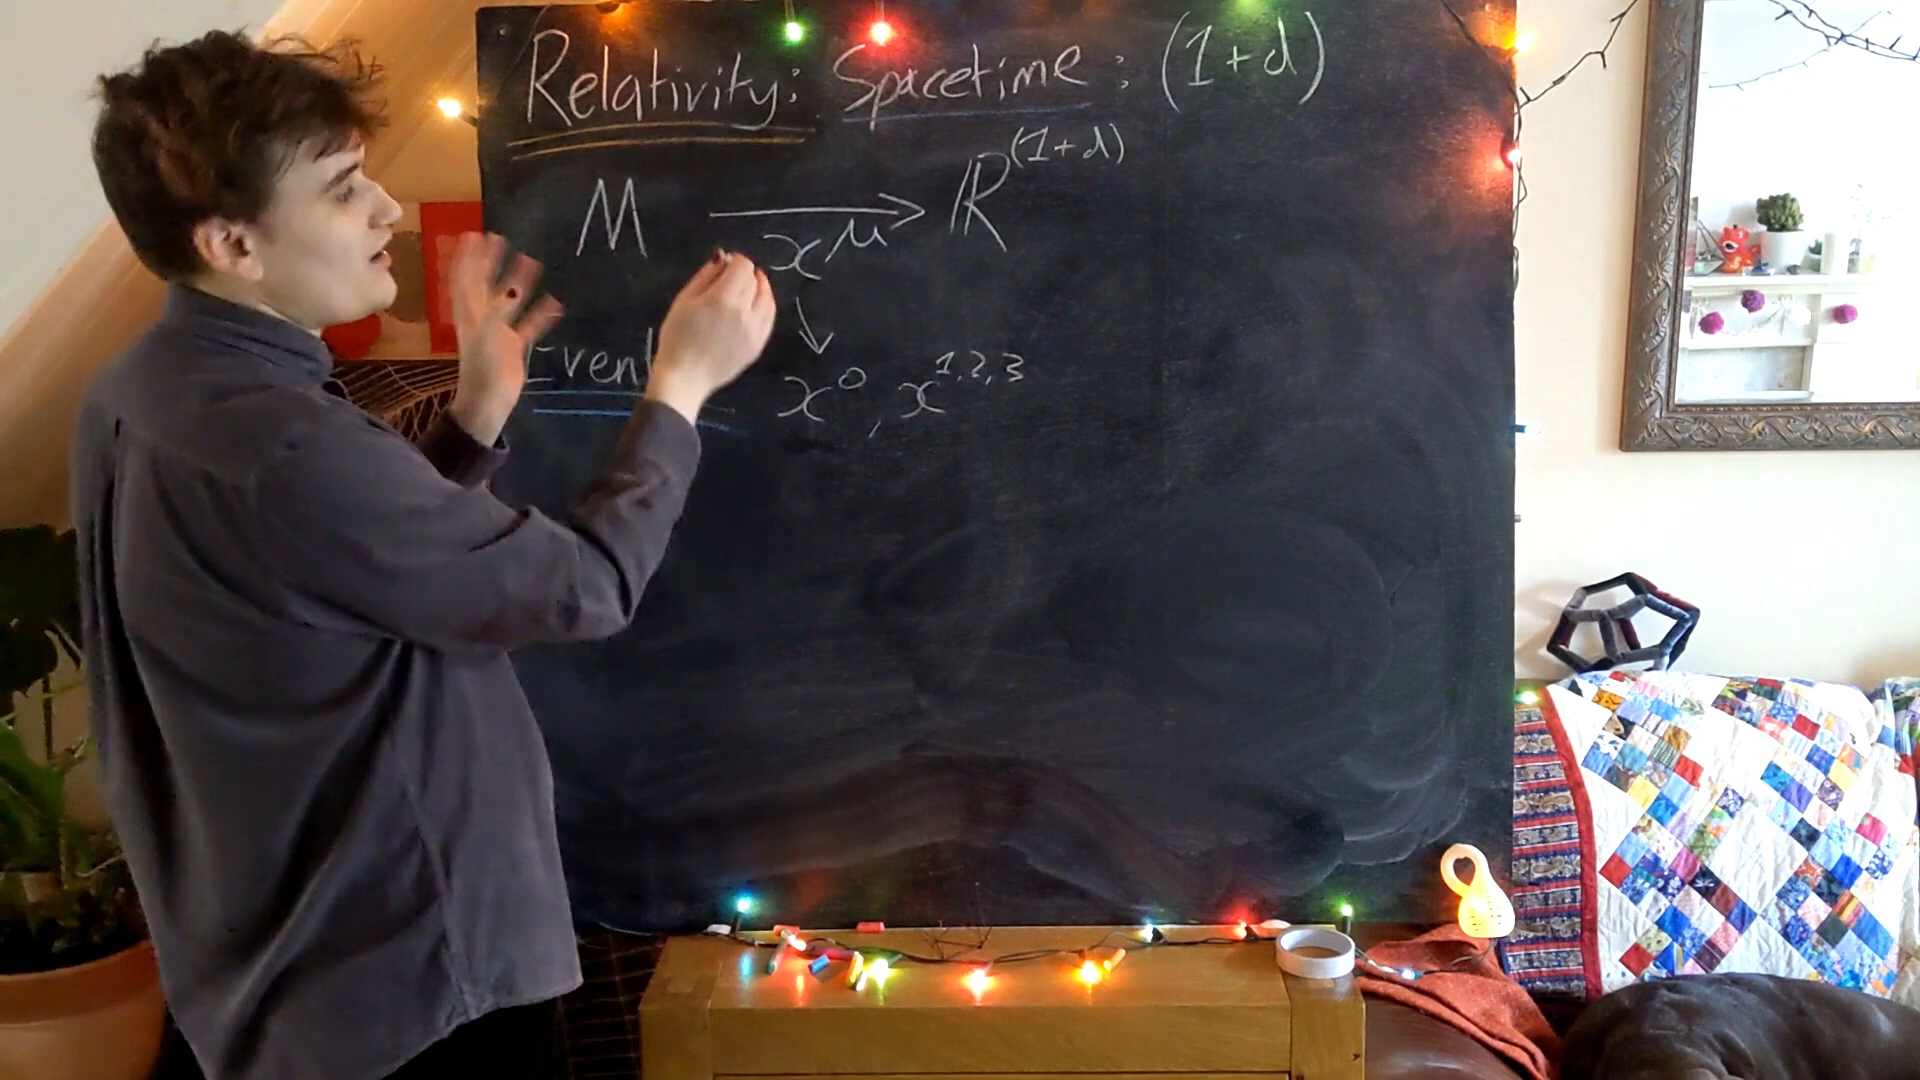 Relativity: Spacetime: (1+d)
M → ℝ^(1+d)
x^μ
↓
Event
x^0, x^1,2,3